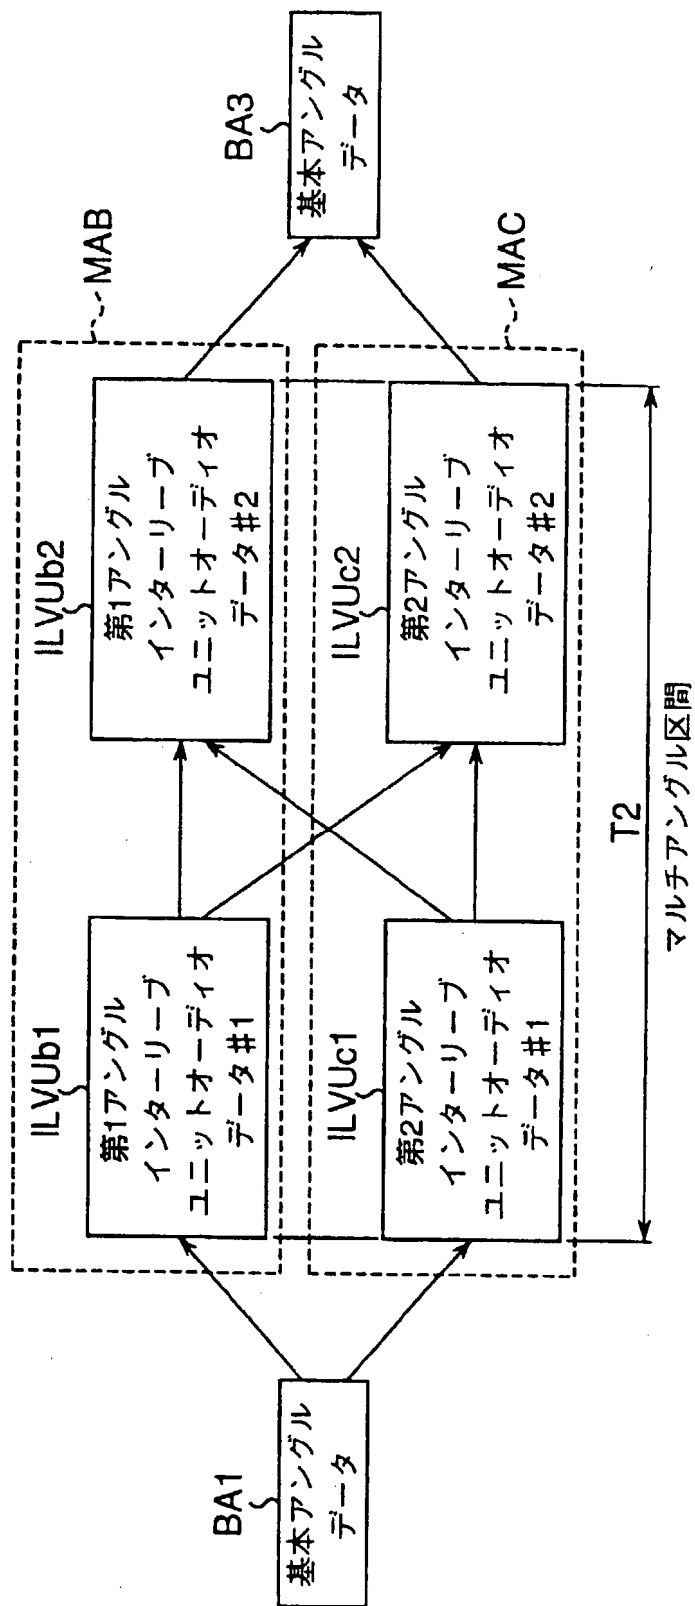 BA1
基本アングル
データ
MAB
ILVUb1
第1アングル
インターリーブ
ユニットオーディオ
データ#1
ILVUb2
第1アングル
インターリーブ
ユニットオーディオ
データ#2
MAC
ILVUc1
第2アングル
インターリーブ
ユニットオーディオ
データ#1
ILVUc2
第2アングル
インターリーブ
ユニットオーディオ
データ#2
BA3
基本アングル
データ
T2
マルチアングル区間